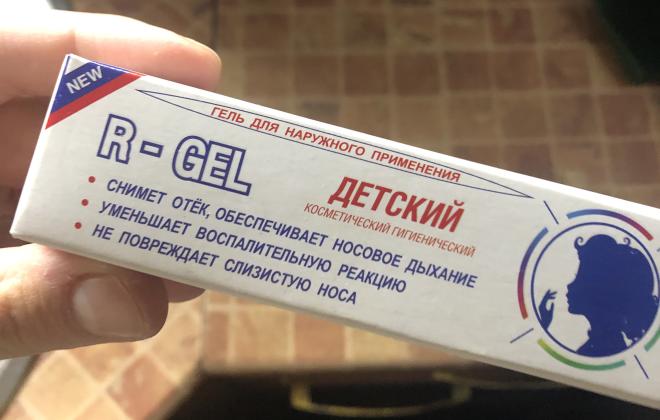 NEW
ГЕЛЬ ДЛЯ НАРУЖНОГО ПРИМЕНЕНИЯ
R - GEL
ДЕТСКИЙ
КОСМЕТИЧЕСКИЙ ГИГИЕНИЧЕСКИЙ
• СНИМЕТ ОТЁК, ОБЕСПЕЧИВАЕТ НОСОВОЕ ДЫХАНИЕ
• УМЕНЬШАЕТ ВОСПАЛИТЕЛЬНУЮ РЕАКЦИЮ
• НЕ ПОВРЕЖДАЕТ СЛИЗИСТУЮ НОСА